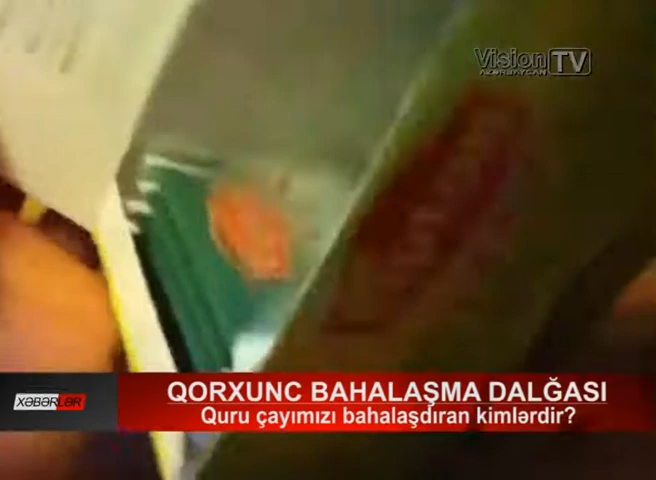 Vision TV
AZƏRBAYCAN
XƏBƏRLƏR
QORXUNC BAHALAŞMA DALĞASI
Quru çayımızı bahalaşdıran kimlərdir?